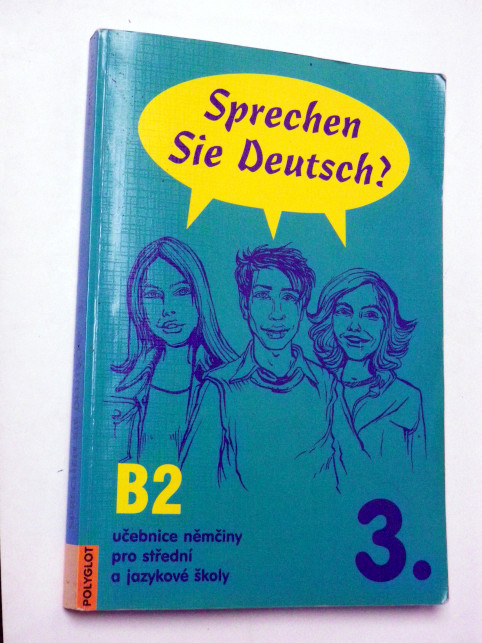 Sprechen
Sie Deutsch?
B2
učebnice němčiny
pro střední
a jazykové školy
3.
POLYGLOT